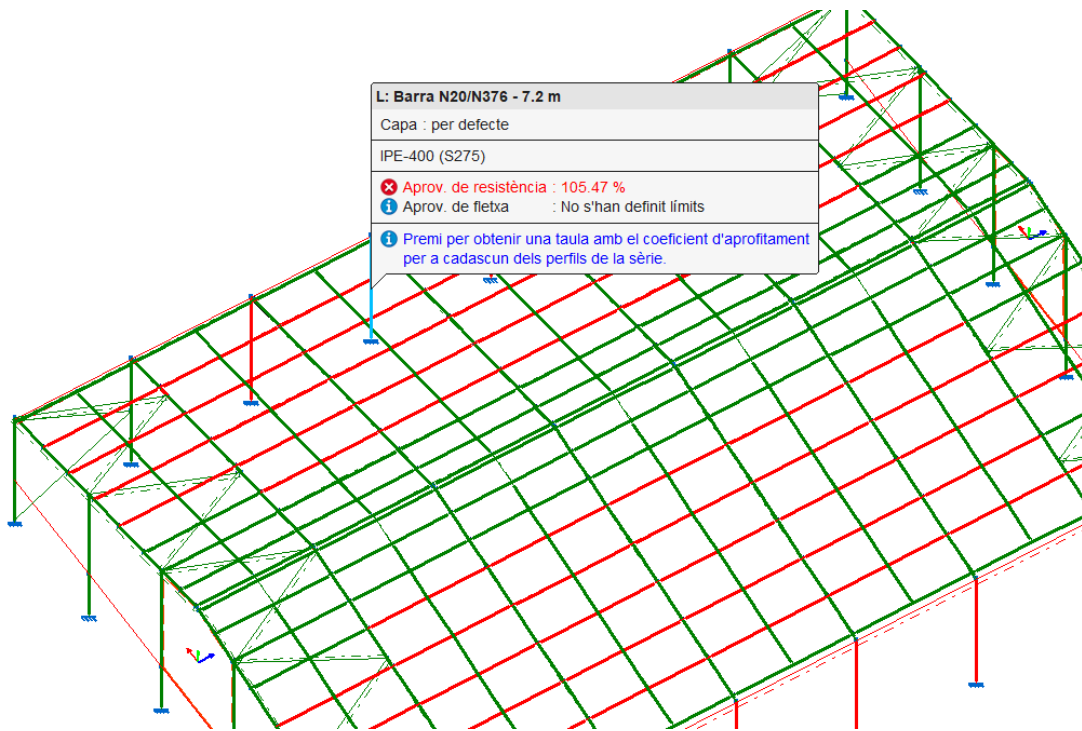 L: Barra N20/N376 - 7.2 m
Capa : per defecte
IPE-400 (S275)
Aprov. de resistència : 105.47 %
Aprov. de fletxa : No s'han definit límits
Premi per obtenir una taula amb el coeficient d'aprofitament
per a cadascun dels perfils de la sèrie.